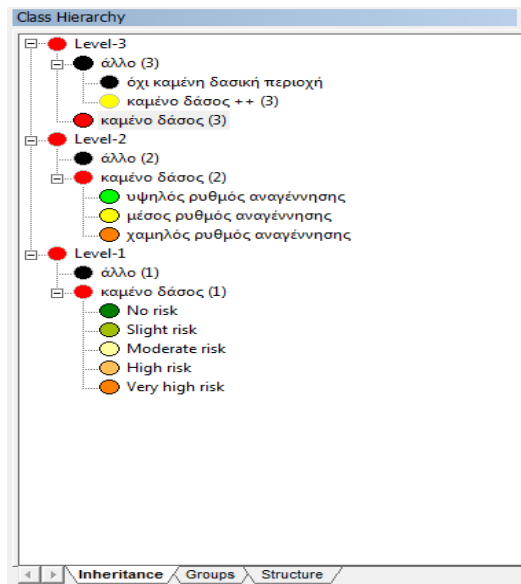 Class Hierarchy
Level-3
άλλο (3)
όχι καμένη δασική περιοχή
καμένο δάσος ++ (3)
καμένο δάσος (3)
Level-2
άλλο (2)
καμένο δάσος (2)
υψηλός ρυθμός αναγέννησης
μέσος ρυθμός αναγέννησης
χαμηλός ρυθμός αναγέννησης
Level-1
άλλο (1)
καμένο δάσος (1)
No risk
Slight risk
Moderate risk
High risk
Very high risk
Inheritance Groups Structure